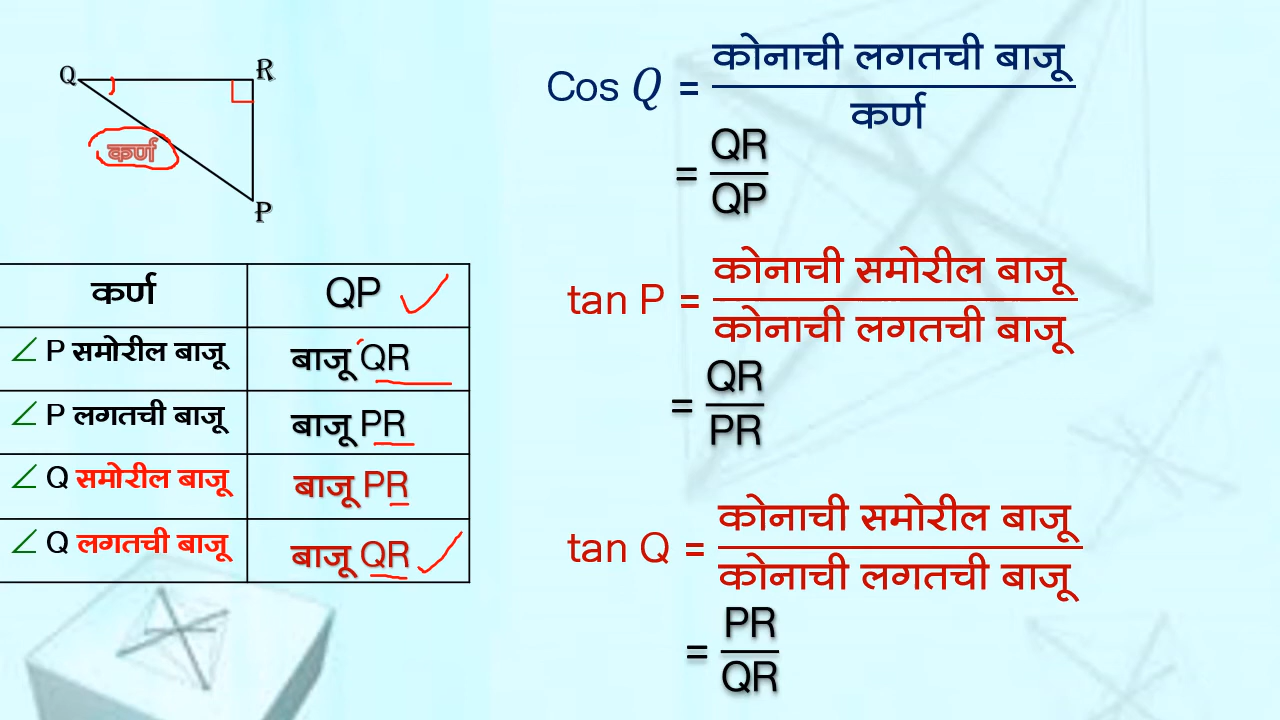 Q
R
कर्ण
P
कर्ण QP
∠ P समोरील बाजू बाजू QR
∠ P लगतची बाजू बाजू PR
∠ Q समोरील बाजू बाजू PR
∠ Q लगतची बाजू बाजू QR
Cos Q = कोनाची लगतची बाजू
कर्ण
= QR
QP
tan P = कोनाची समोरील बाजू
कोनाची लगतची बाजू
= QR
PR
tan Q = कोनाची समोरील बाजू
कोनाची लगतची बाजू
= PR
QR